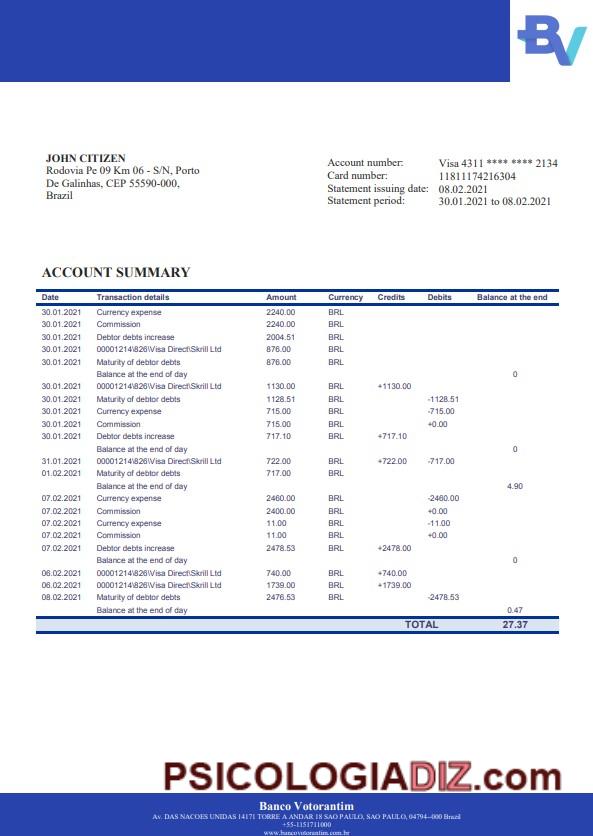 BV
JOHN CITIZEN
Rodovia Pe 09 Km 06 - S/N, Porto
De Galinhas, CEP 55590-000,
Brazil
Account number: Visa 4311 **** **** 2134
Card number: 11811174216304
Statement issuing date: 08.02.2021
Statement period: 30.01.2021 to 08.02.2021
ACCOUNT SUMMARY
Date Transaction details Amount Currency Credits Debits Balance at the end
30.01.2021 Currency expense 2240.00 BRL
30.01.2021 Commission 2240.00 BRL
30.01.2021 Debtor debts increase 2004.51 BRL
30.01.2021 00001214\826\Visa Direct\Skrill Ltd 876.00 BRL
30.01.2021 Maturity of debtor debts 876.00 BRL
Balance at the end of day 0
30.01.2021 00001214\826\Visa Direct\Skrill Ltd 1130.00 BRL +1130.00
30.01.2021 Maturity of debtor debts 1128.51 BRL -1128.51
30.01.2021 Currency expense 715.00 BRL -715.00
30.01.2021 Commission 715.00 BRL +0.00
30.01.2021 Debtor debts increase 717.10 BRL +717.10
Balance at the end of day 0
31.01.2021 00001214\826\Visa Direct\Skrill Ltd 722.00 BRL +722.00 -717.00
01.02.2021 Maturity of debtor debts 717.00 BRL
Balance at the end of day 4.90
07.02.2021 Currency expense 2460.00 BRL -2460.00
07.02.2021 Commission 2400.00 BRL +0.00
07.02.2021 Currency expense 11.00 BRL -11.00
07.02.2021 Commission 11.00 BRL +0.00
07.02.2021 Debtor debts increase 2478.53 BRL +2478.00
Balance at the end of day 0
06.02.2021 00001214\826\Visa Direct\Skrill Ltd 740.00 BRL +740.00
06.02.2021 00001214\826\Visa Direct\Skrill Ltd 1739.00 BRL +1739.00
08.02.2021 Maturity of debtor debts 2476.53 BRL -2478.53
Balance at the end of day 0.47
TOTAL 27.37
PSICOLOGIADIZ.com
Banco Votorantim
Av. DAS NACOES UNIDAS 14171 TORRE A ANDAR 18 SAO PAULO, SAO PAULO, 04794--000 Brazil
+55-1151711000
www.bancovotorantim.com.br